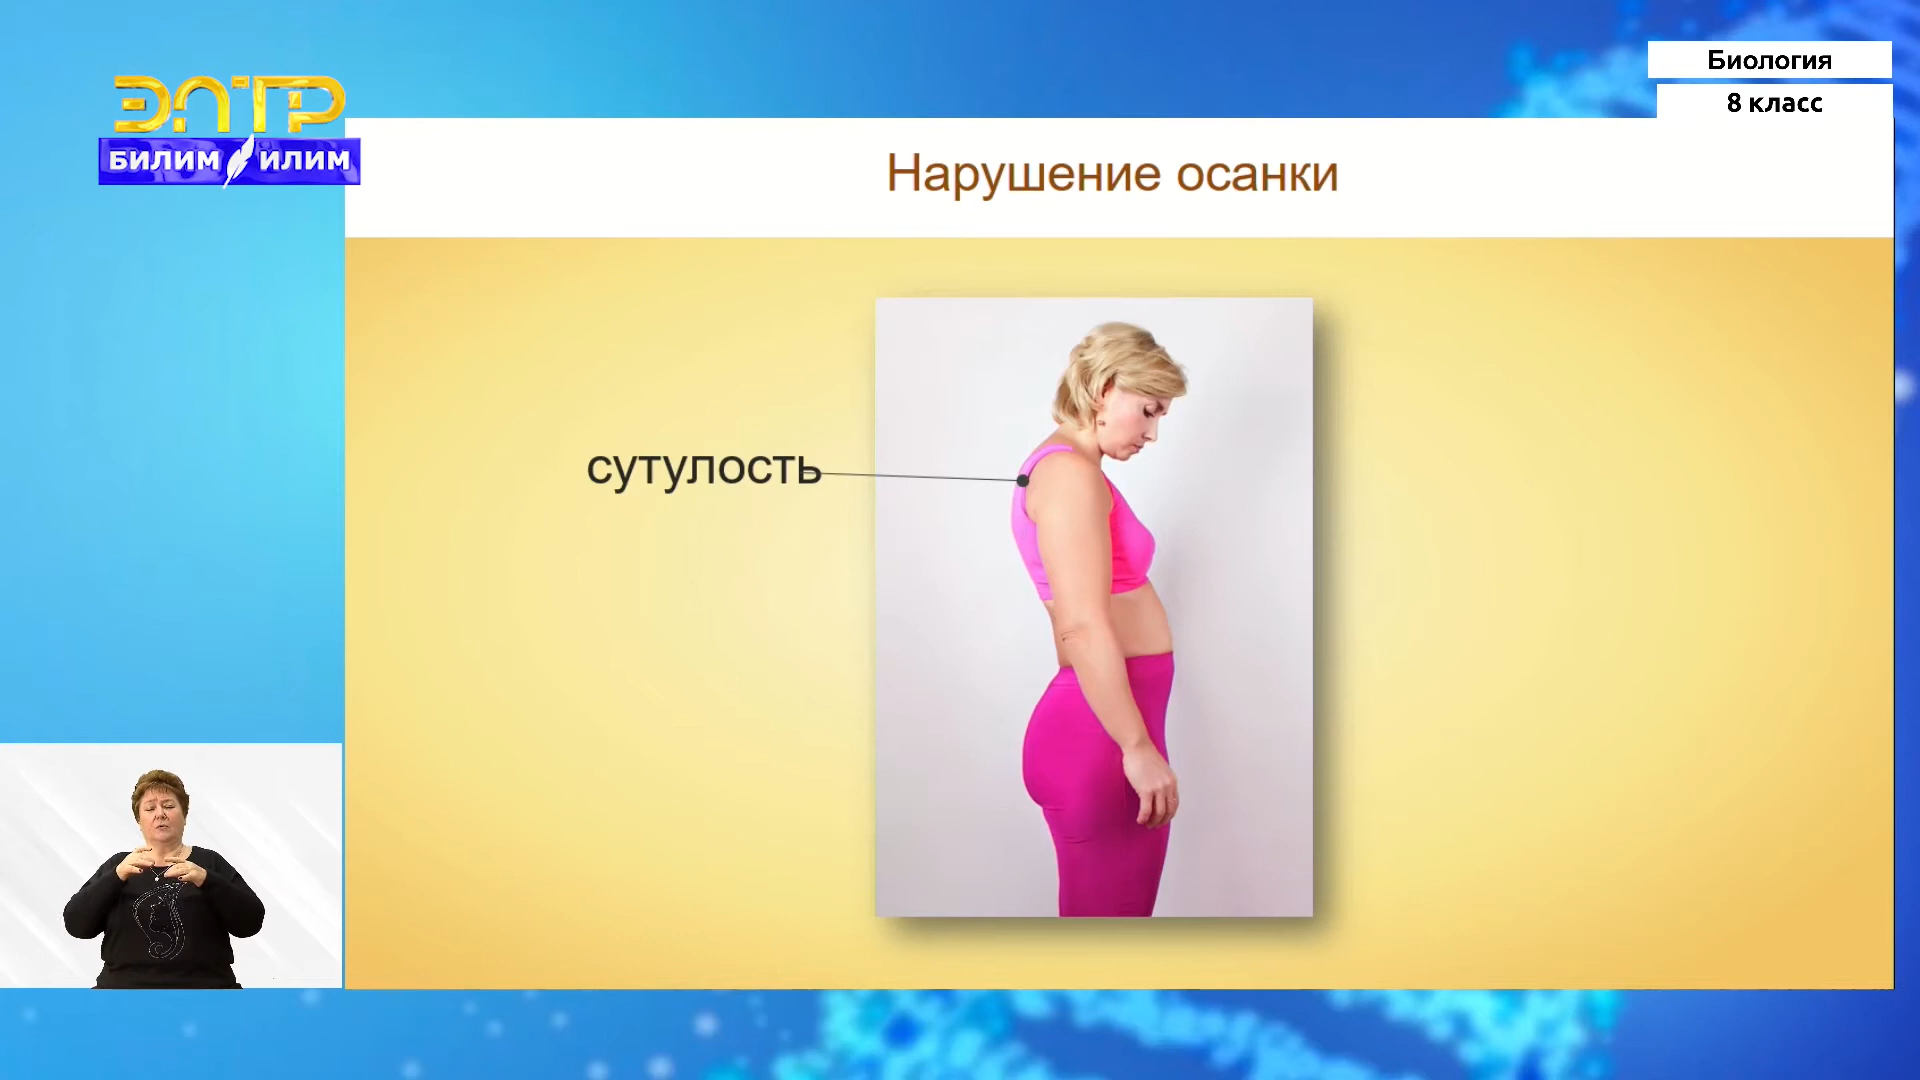 Биология
8 класс
ЭЛТР
БИЛИМ ИЛИМ
Нарушение осанки
сутулость